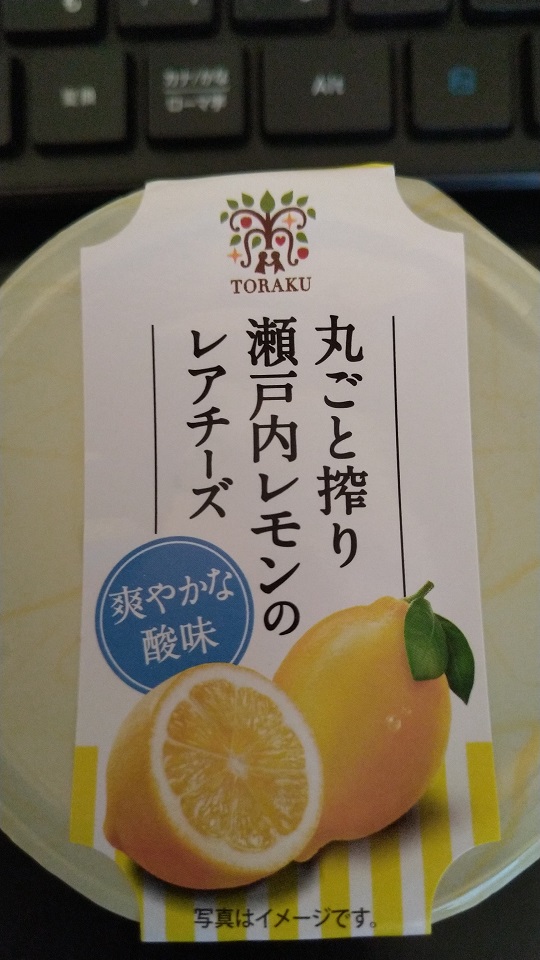 カナ/かな
ローマ字
Alt
TORAKU
丸ごと搾り
瀬戸内レモンの
レアチーズ
爽やかな
酸味
写真はイメージです。